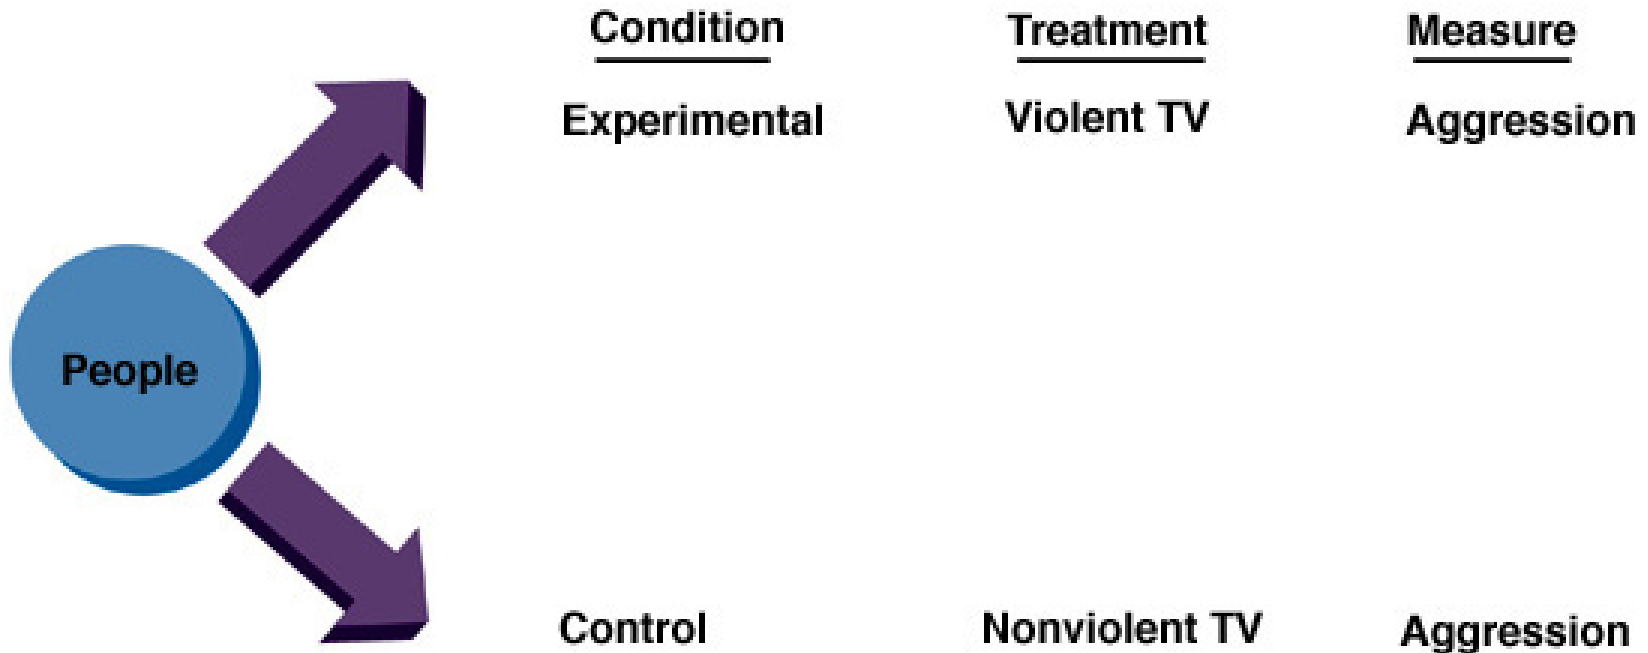 Condition Treatment Measure
Experimental Violent TV Aggression
People
Control Nonviolent TV Aggression